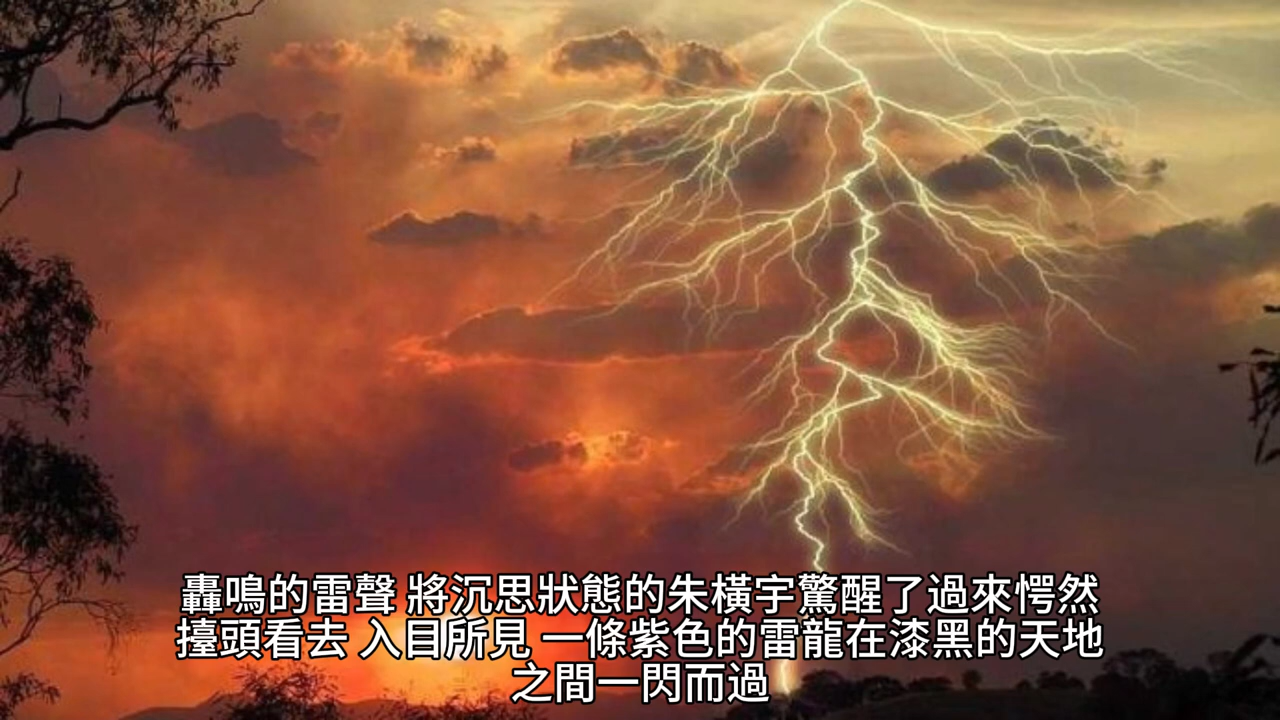 轟鳴的雷聲 將沉思狀態的朱橫宇驚醒了過來愕然
擡頭看去 入目所見 一條紫色的雷龍在漆黑的天地
之間一閃而過